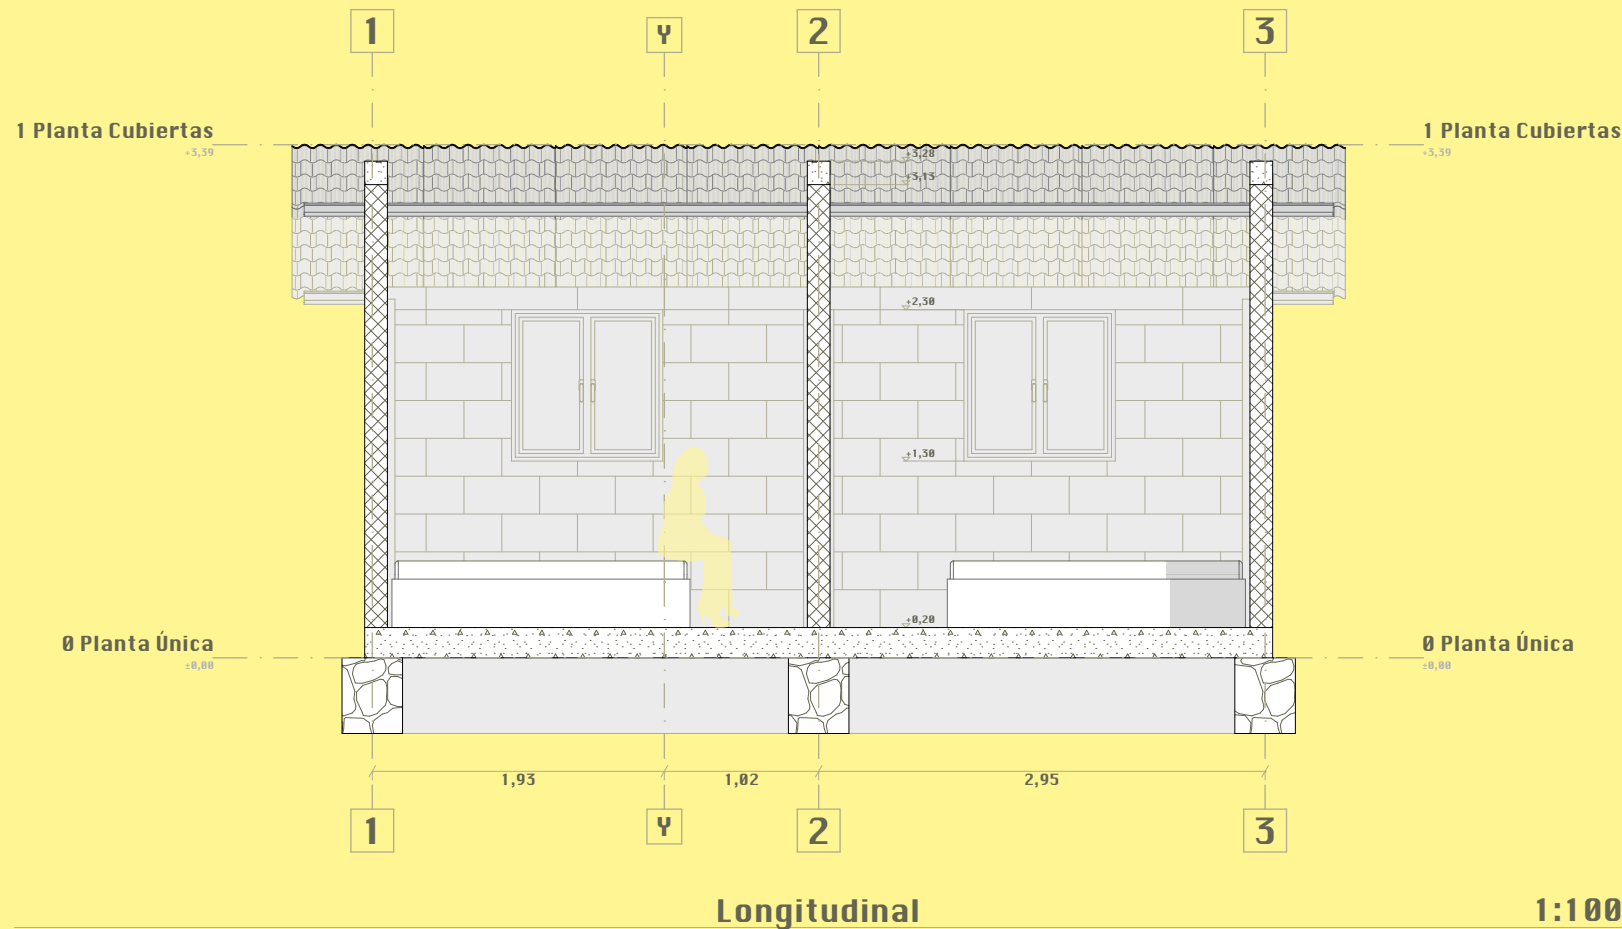 1 Y 2 3
1 Planta Cubiertas 1 Planta Cubiertas
+3,39 +3,39
+3,28
+3,13
+2,30
+1,30
+0,20
0 Planta Única 0 Planta Única
±0,00 ±0,00
1,93 1,02 2,95
1 Y 2 3
Longitudinal 1:100